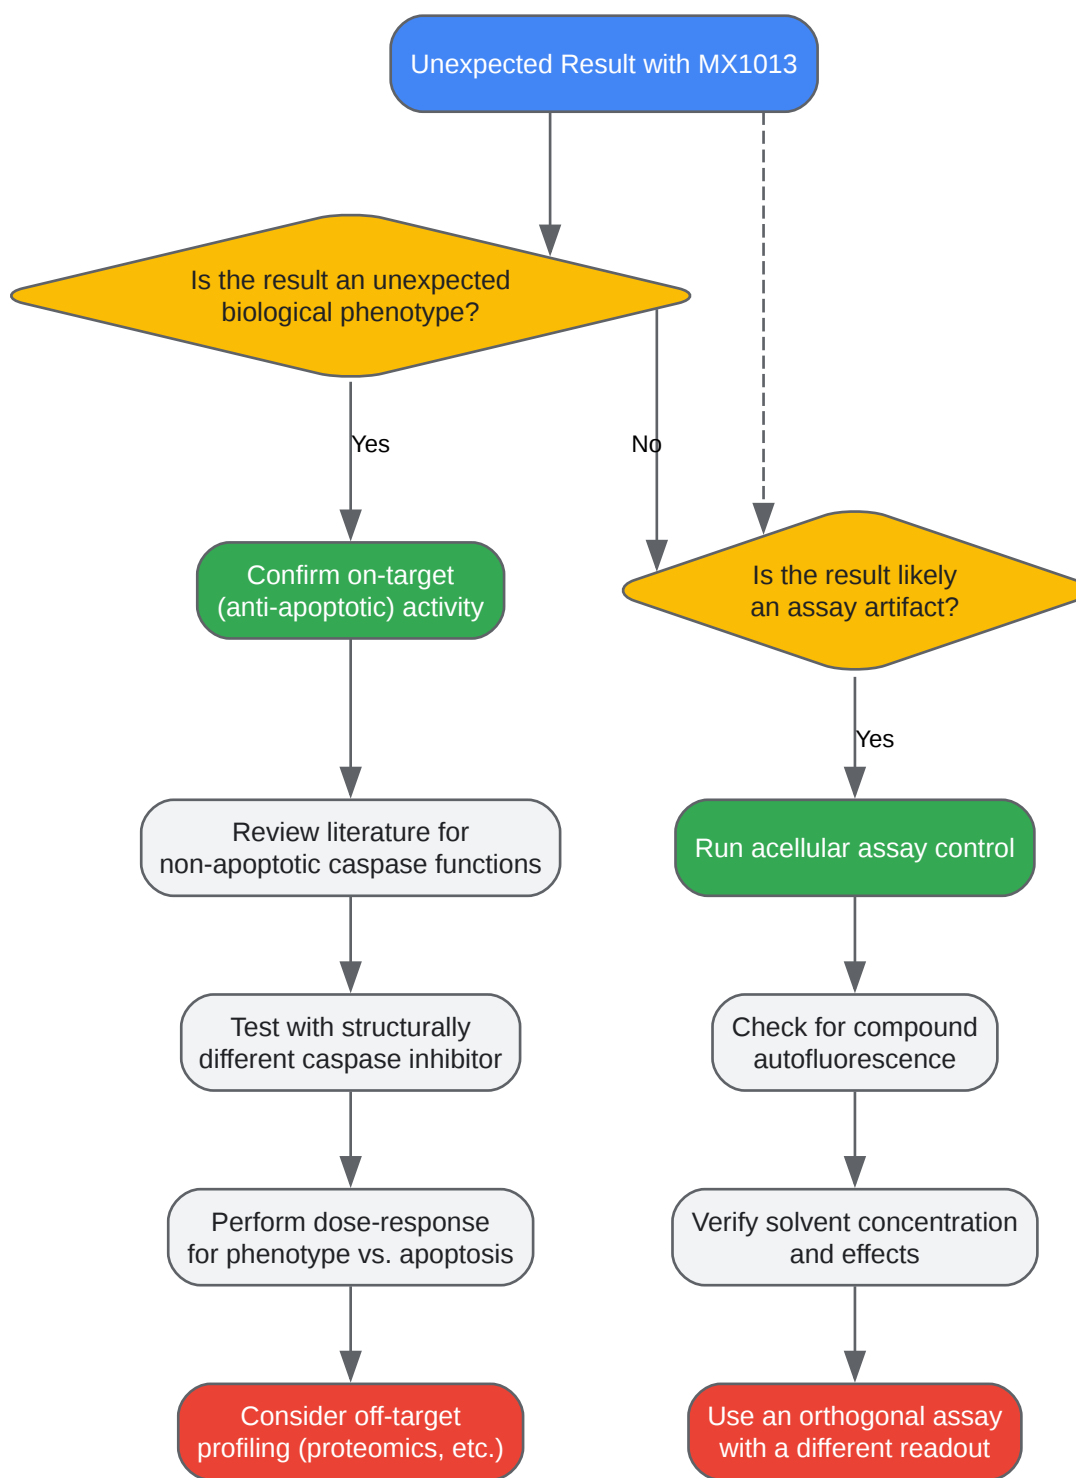 Unexpected Result with MX1013
Is the result an unexpected
biological phenotype?
Yes
No
Confirm on-target
(anti-apoptotic) activity
Is the result likely
an assay artifact?
Yes
Review literature for
non-apoptotic caspase functions
Run acellular assay control
Test with structurally
different caspase inhibitor
Check for compound
autofluorescence
Perform dose-response
for phenotype vs. apoptosis
Verify solvent concentration
and effects
Consider off-target
profiling (proteomics, etc.)
Use an orthogonal assay
with a different readout